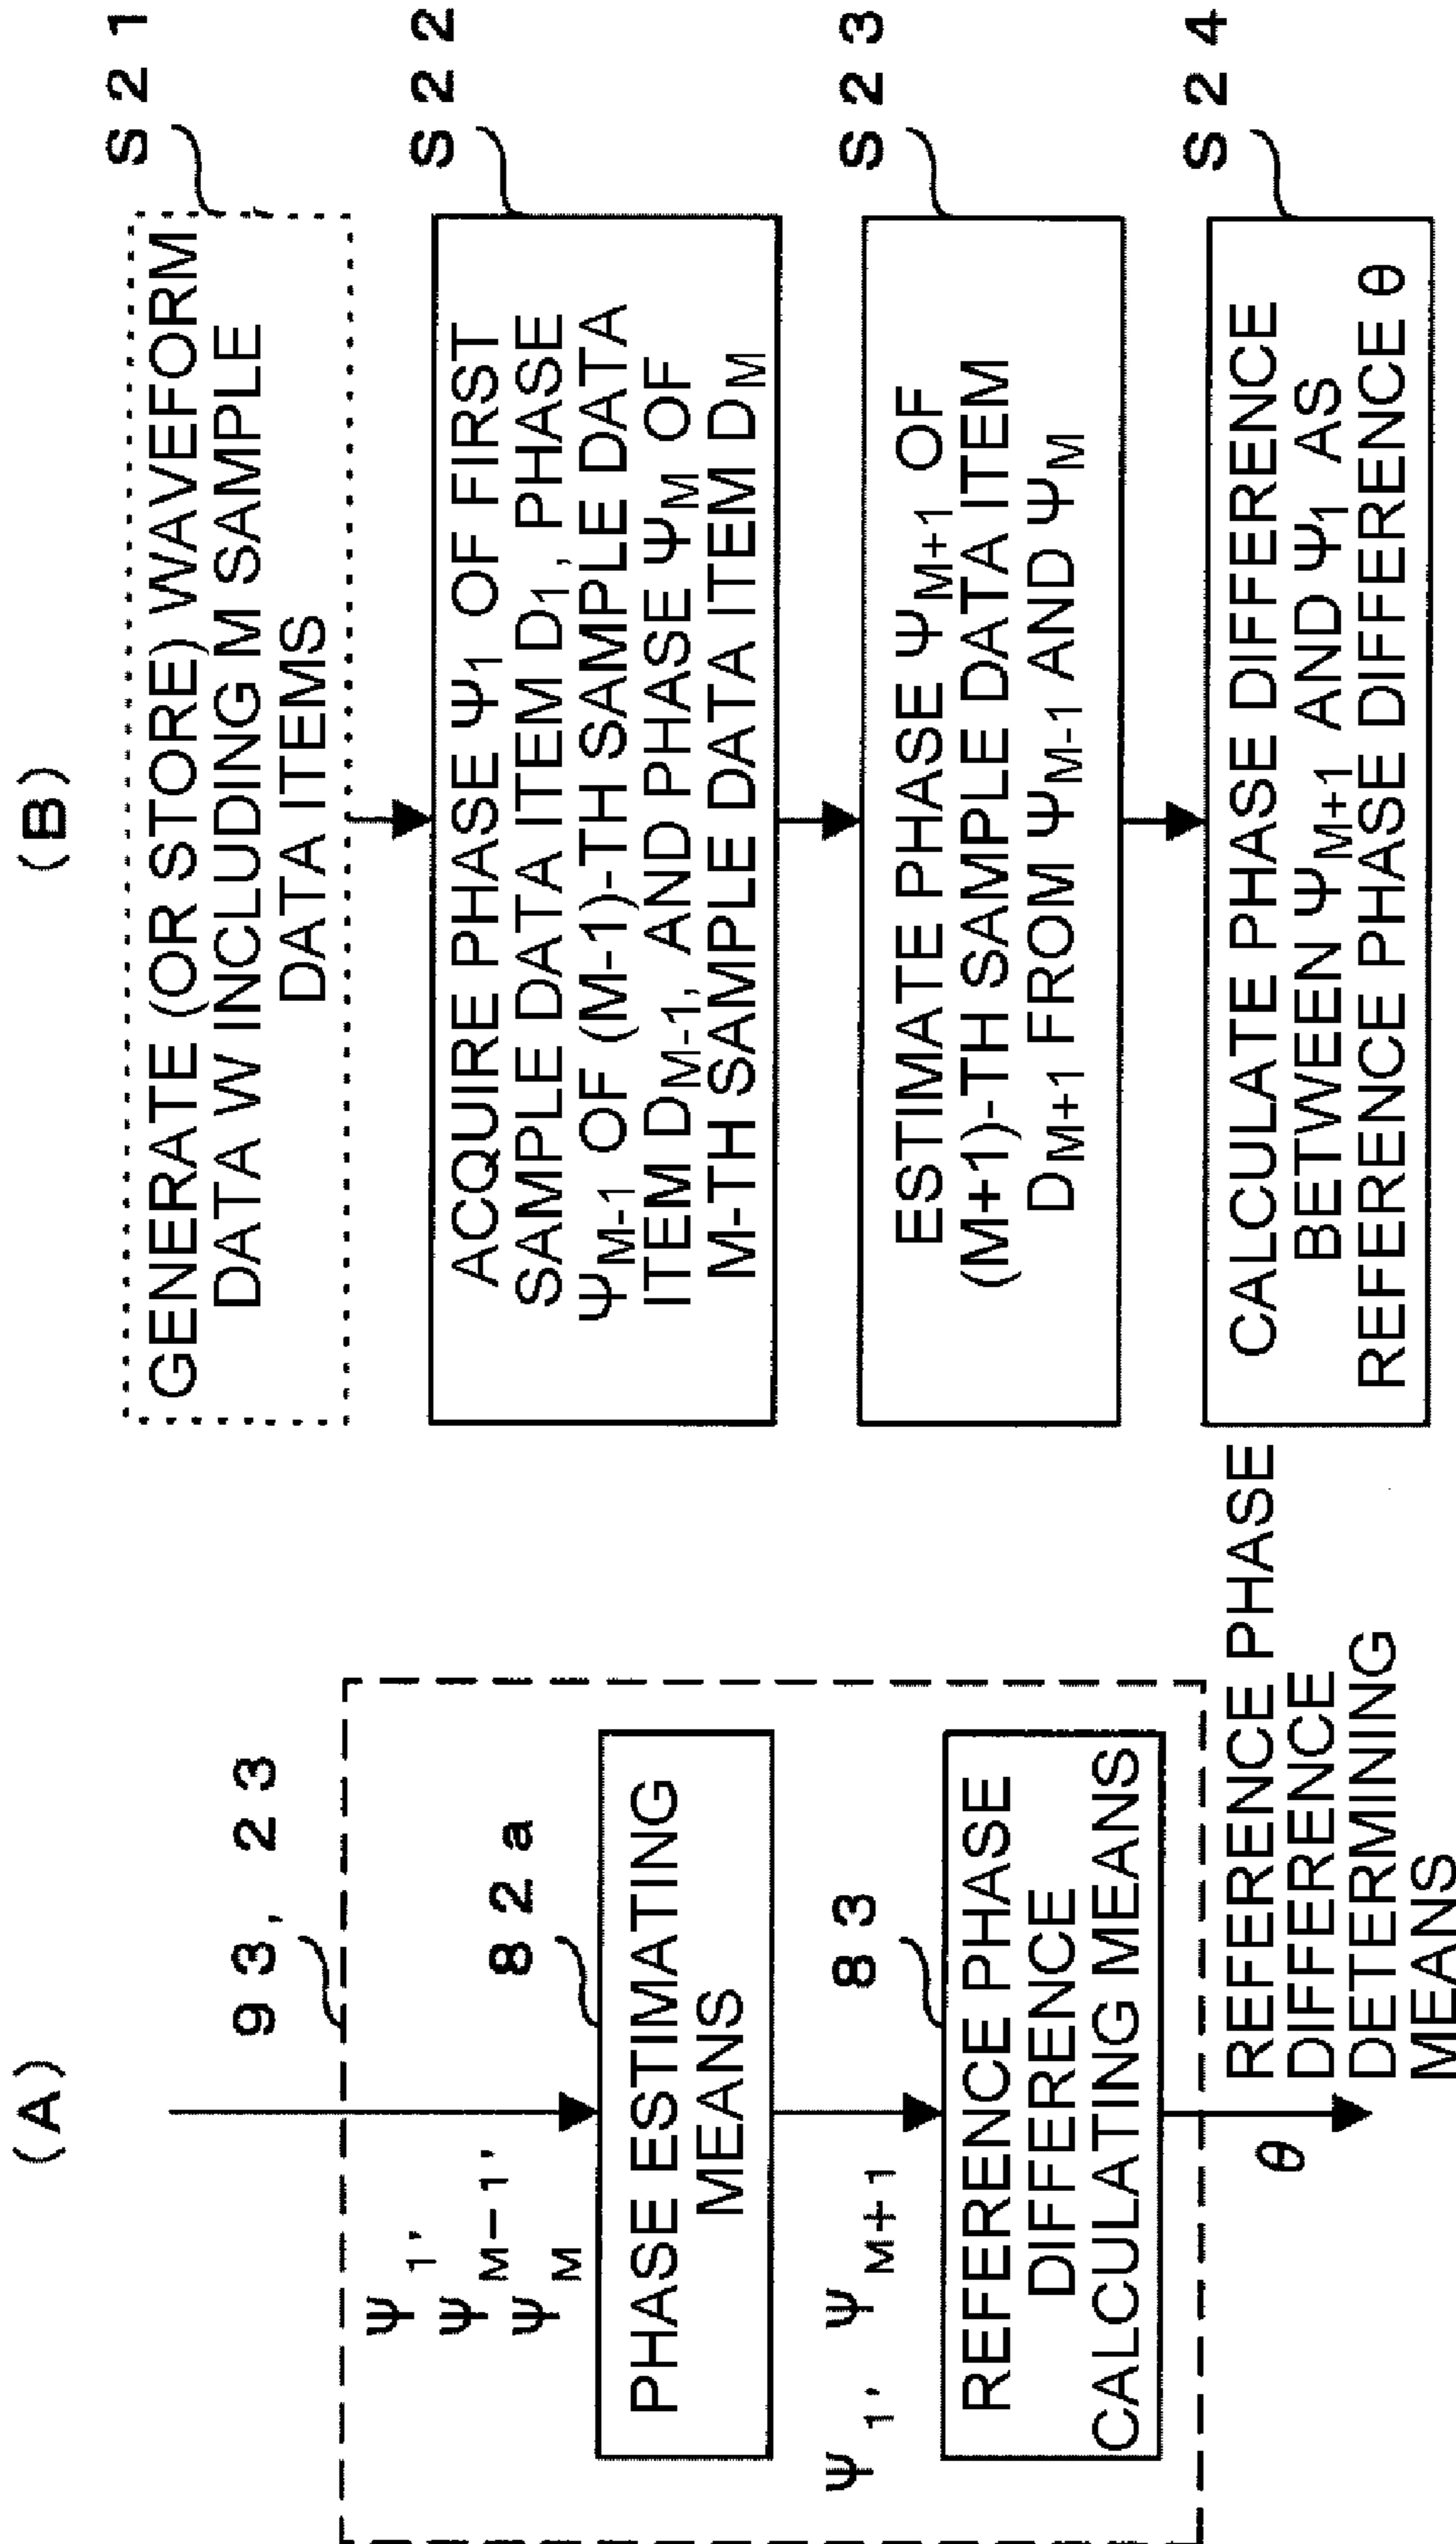 (A)
93, 23
Ψ1,
ΨM-1,
ΨM
82a
PHASE ESTIMATING
MEANS
Ψ1, ΨM+1
83
REFERENCE PHASE
DIFFERENCE
CALCULATING MEANS
θ
REFERENCE PHASE
DIFFERENCE
DETERMINING
MEANS
(B)
S21
GENERATE (OR STORE) WAVEFORM
DATA W INCLUDING M SAMPLE
DATA ITEMS
S22
ACQUIRE PHASE Ψ1 OF FIRST
SAMPLE DATA ITEM D1, PHASE
ΨM-1 OF (M-1)-TH SAMPLE DATA
ITEM DM-1, AND PHASE ΨM OF
M-TH SAMPLE DATA ITEM DM
S23
ESTIMATE PHASE ΨM+1 OF
(M+1)-TH SAMPLE DATA ITEM
DM+1 FROM ΨM-1 AND ΨM
S24
CALCULATE PHASE DIFFERENCE
BETWEEN ΨM+1 AND Ψ1 AS
REFERENCE PHASE DIFFERENCE θ